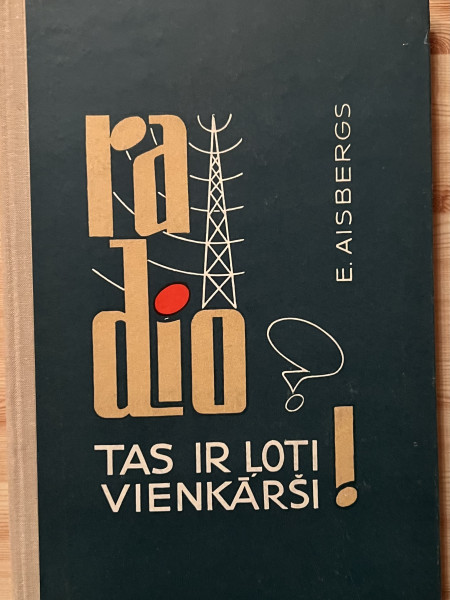 ra
dio
?
TAS IR ĻOTI
VIENKĀRŠI !
E. AISBERGS